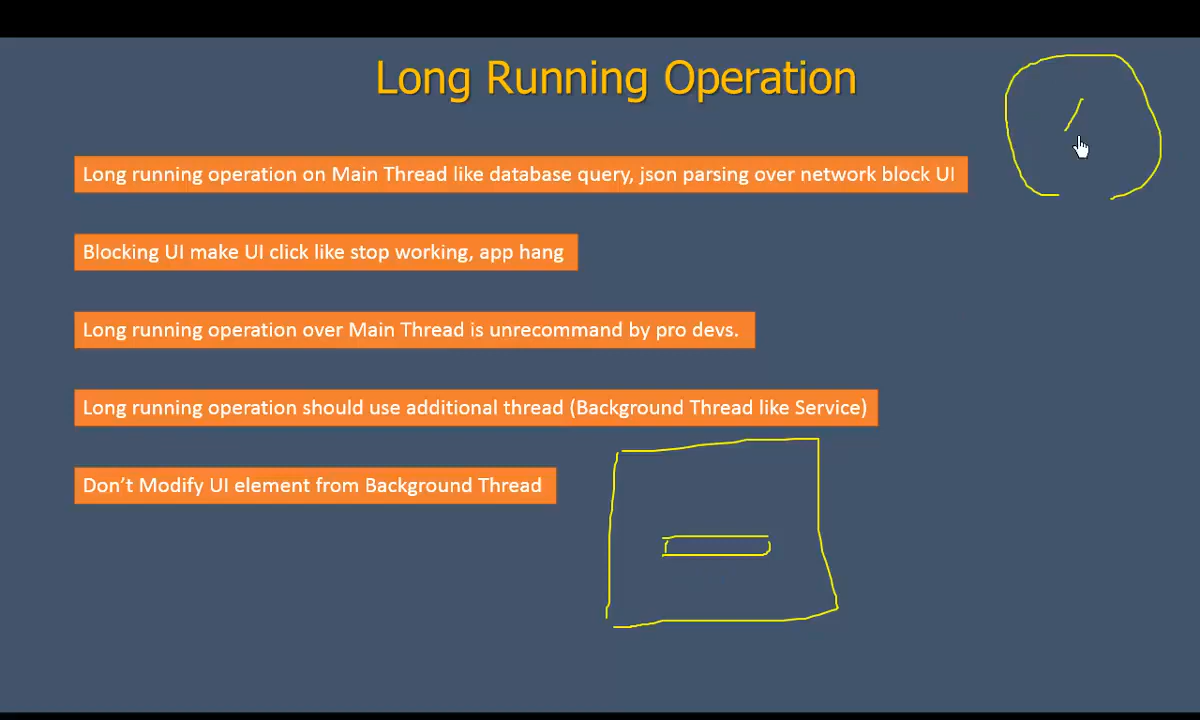 Long Running Operation
Long running operation on Main Thread like database query, json parsing over network block UI
Blocking UI make UI click like stop working, app hang
Long running operation over Main Thread is unrecommand by pro devs.
Long running operation should use additional thread (Background Thread like Service)
Don’t Modify UI element from Background Thread